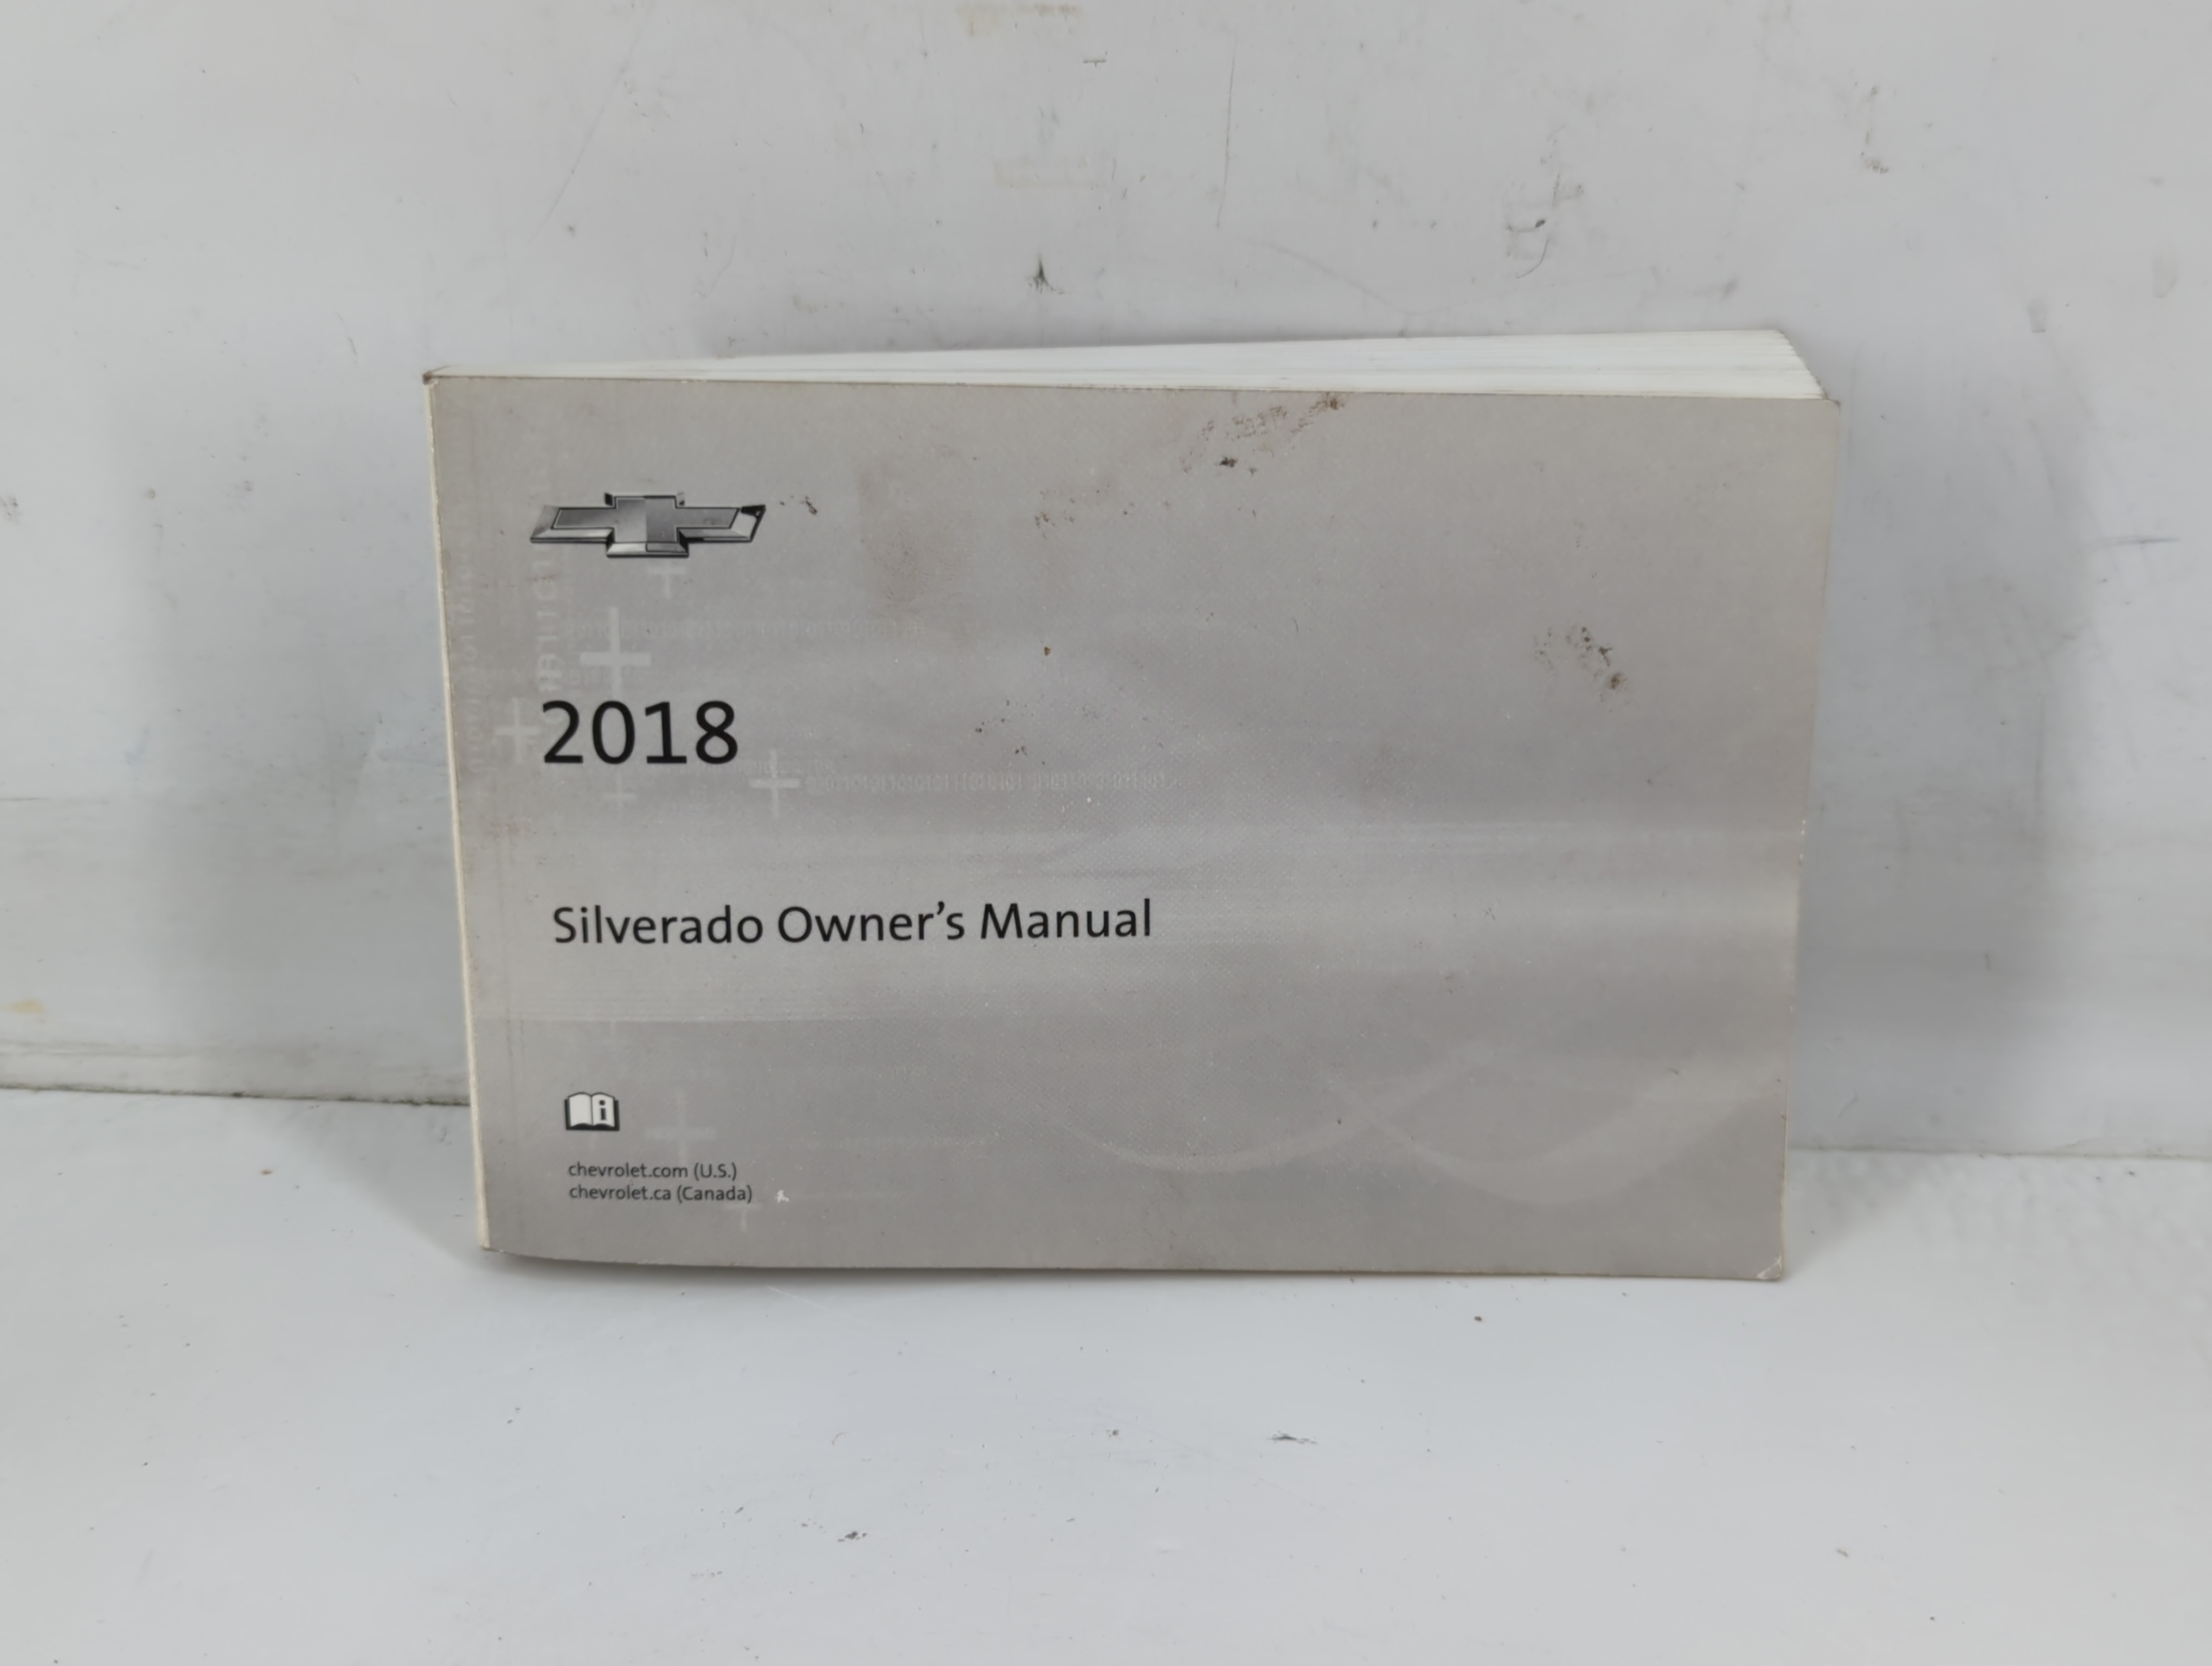 2018
Silverado Owner's Manual
i
chevrolet.com (U.S.)
chevrolet.ca (Canada)